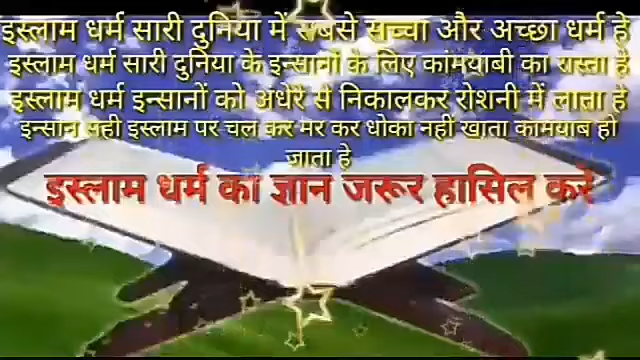 इस्लाम धर्म सारी दुनिया में सबसे सच्चा और अच्छा धर्म हे
इस्लाम धर्म सारी दुनिया के इन्सानों के लिए कांमयाबी का रास्ता हे
इस्लाम धर्म इन्सानों को अंधेरे से निकालकर रोशनी में लाता हे
इन्सान सही इस्लाम पर चल कर मर कर धोका नहीं खाता कामयाब हो
जाता हे
इस्लाम धर्म का ज्ञान जरूर हासिल करें